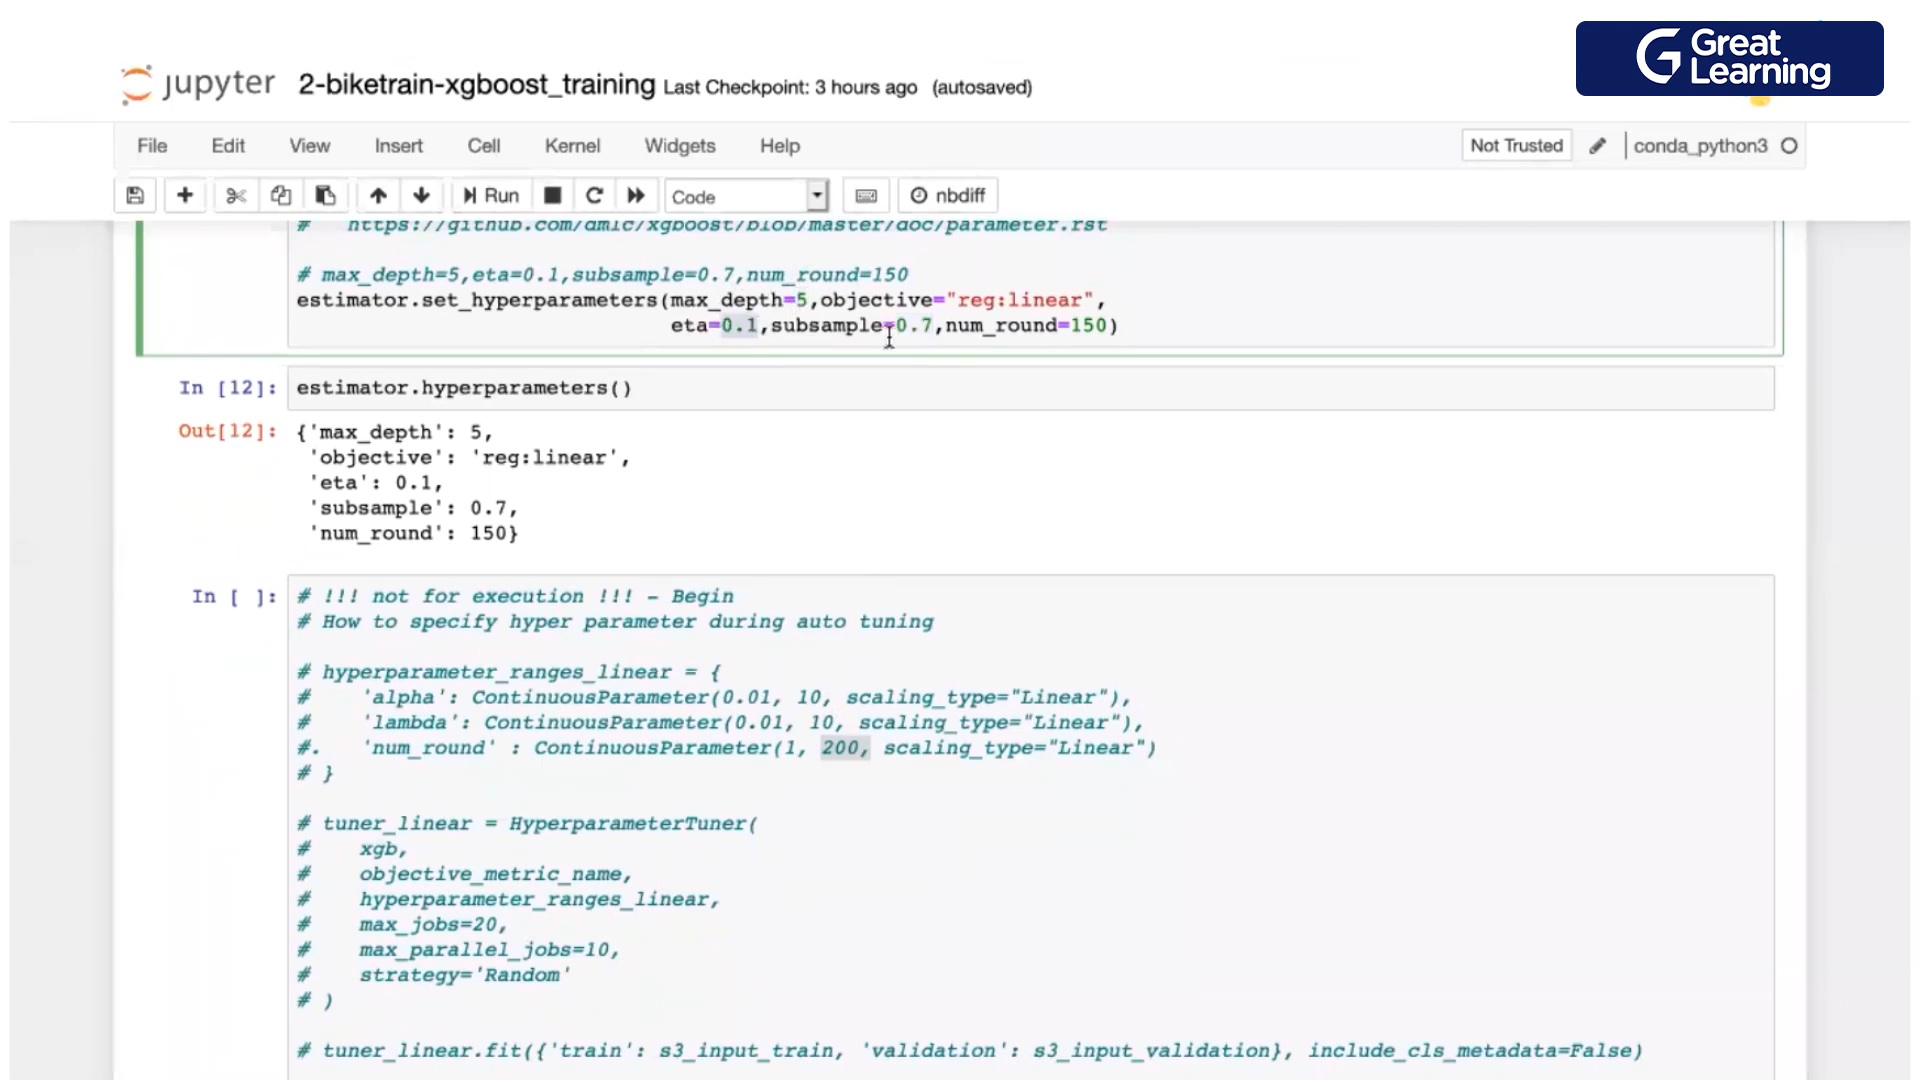 Great
Learning
jupyter 2-biketrain-xgboost_training Last Checkpoint: 3 hours ago (autosaved)
File Edit View Insert Cell Kernel Widgets Help Not Trusted conda_python3
Run Code nbdiff
# https://github.com/dmlc/xgboost/blob/master/doc/parameter.rst
# max_depth=5,eta=0.1,subsample=0.7,num_round=150
estimator.set_hyperparameters(max_depth=5,objective="reg:linear",
eta=0.1,subsample=0.7,num_round=150)
In [12]: estimator.hyperparameters()
Out[12]: {'max_depth': 5,
'objective': 'reg:linear',
'eta': 0.1,
'subsample': 0.7,
'num_round': 150}
In [ ]: # !!! not for execution !!! - Begin
# How to specify hyper parameter during auto tuning
# hyperparameter_ranges_linear = {
# 'alpha': ContinuousParameter(0.01, 10, scaling_type="Linear"),
# 'lambda': ContinuousParameter(0.01, 10, scaling_type="Linear"),
#. 'num_round' : ContinuousParameter(1, 200, scaling_type="Linear")
# }
# tuner_linear = HyperparameterTuner(
# xgb,
# objective_metric_name,
# hyperparameter_ranges_linear,
# max_jobs=20,
# max_parallel_jobs=10,
# strategy='Random'
# )
# tuner_linear.fit({'train': s3_input_train, 'validation': s3_input_validation}, include_cls_metadata=False)